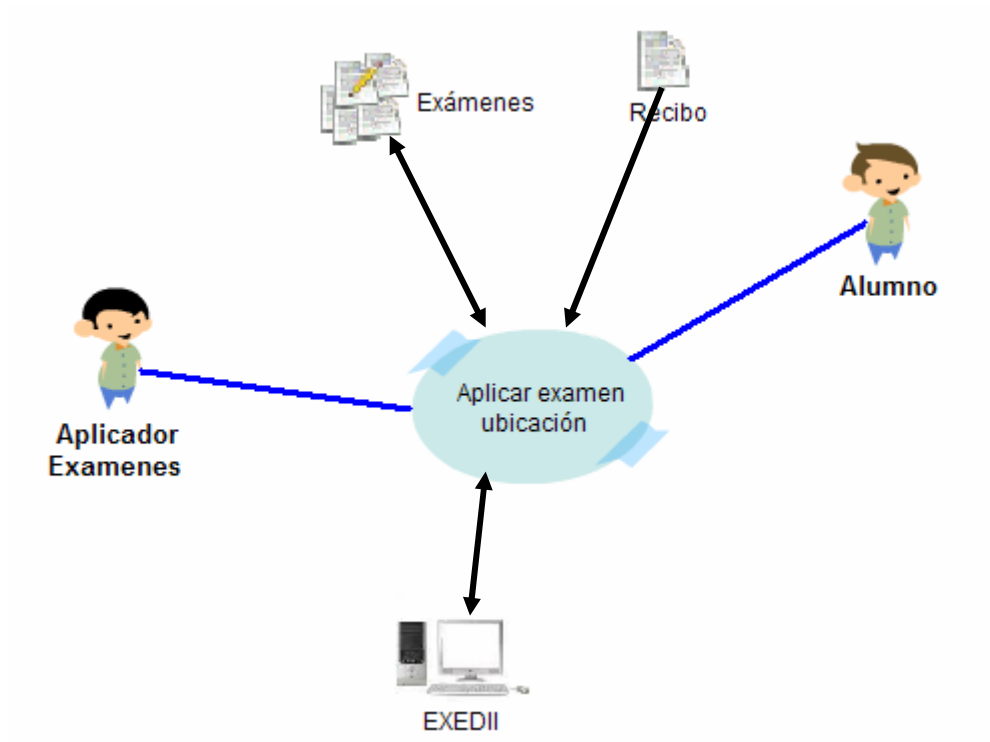 Exámenes
Recibo
Alumno
Aplicar examen
ubicación
Aplicador
Examenes
EXEDII